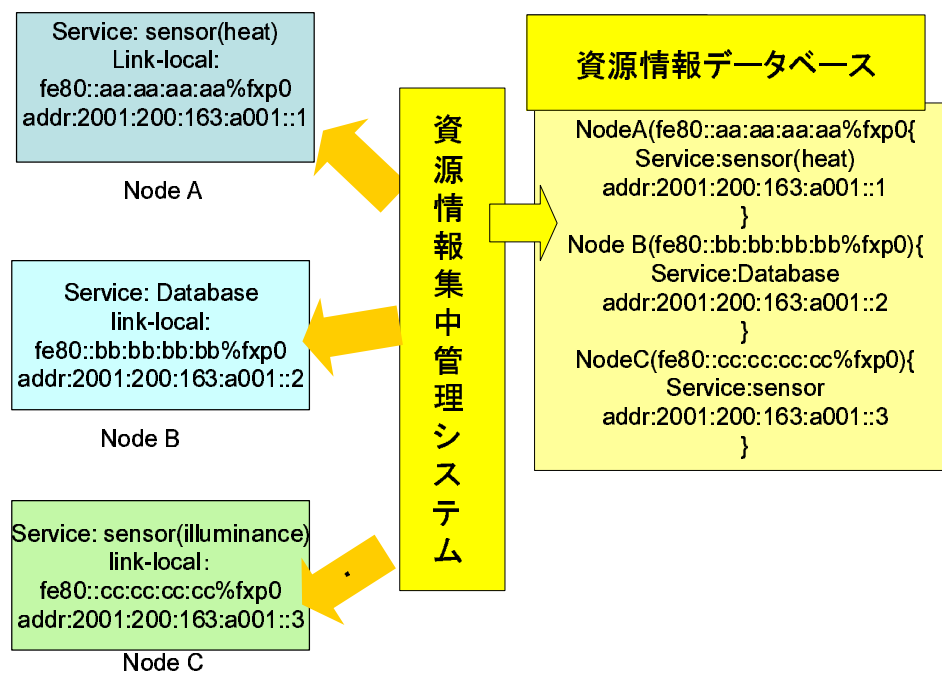 Service: sensor(heat)
Link-local:
fe80::aa:aa:aa:aa%fxp0
addr:2001:200:163:a001::1
Node A
Service: Database
link-local:
fe80::bb:bb:bb:bb%fxp0
addr:2001:200:163:a001::2
Node B
Service: sensor(illuminance)
link-local:
fe80::cc:cc:cc:cc%fxp0
addr:2001:200:163:a001::3
Node C
資源情報集中管理システム
資源情報データベース
NodeA(fe80::aa:aa:aa:aa%fxp0{
Service:sensor(heat)
addr:2001:200:163:a001::1
}
Node B(fe80::bb:bb:bb:bb%fxp0){
Service:Database
addr:2001:200:163:a001::2
}
NodeC(fe80::cc:cc:cc:cc%fxp0){
Service:sensor
addr:2001:200:163:a001::3
}